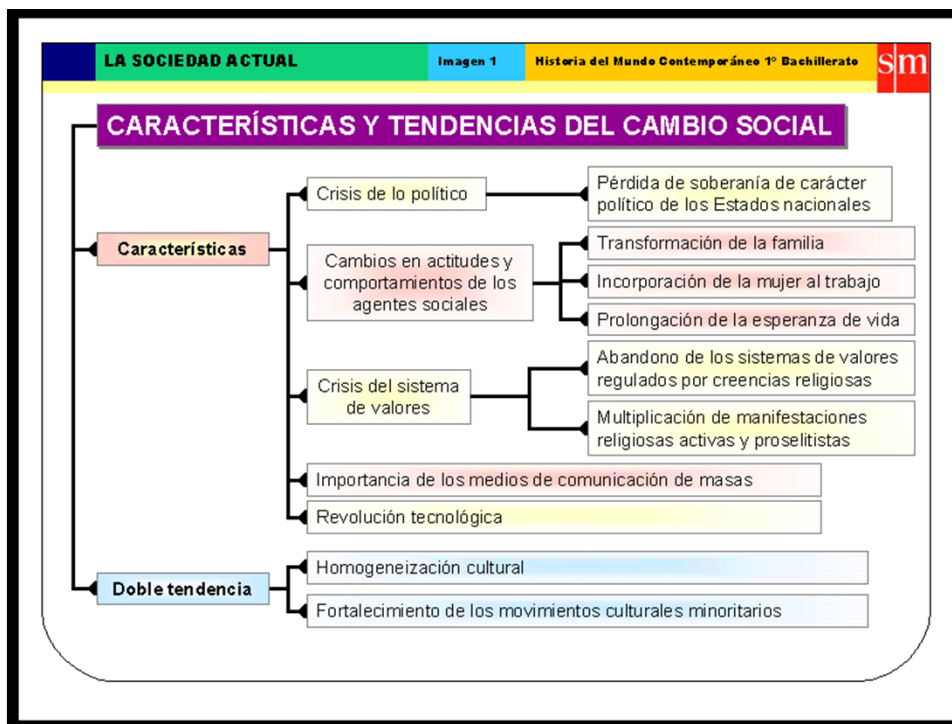 LA SOCIEDAD ACTUAL
Imagen 1
Historia del Mundo Contemporáneo 1º Bachillerato
sm
CARACTERÍSTICAS Y TENDENCIAS DEL CAMBIO SOCIAL
Características
Crisis de lo político
Pérdida de soberanía de carácter
político de los Estados nacionales
Cambios en actitudes y
comportamientos de los
agentes sociales
Transformación de la familia
Incorporación de la mujer al trabajo
Prolongación de la esperanza de vida
Crisis del sistema
de valores
Abandono de los sistemas de valores
regulados por creencias religiosas
Multiplicación de manifestaciones
religiosas activas y proselitistas
Importancia de los medios de comunicación de masas
Revolución tecnológica
Doble tendencia
Homogeneización cultural
Fortalecimiento de los movimientos culturales minoritarios